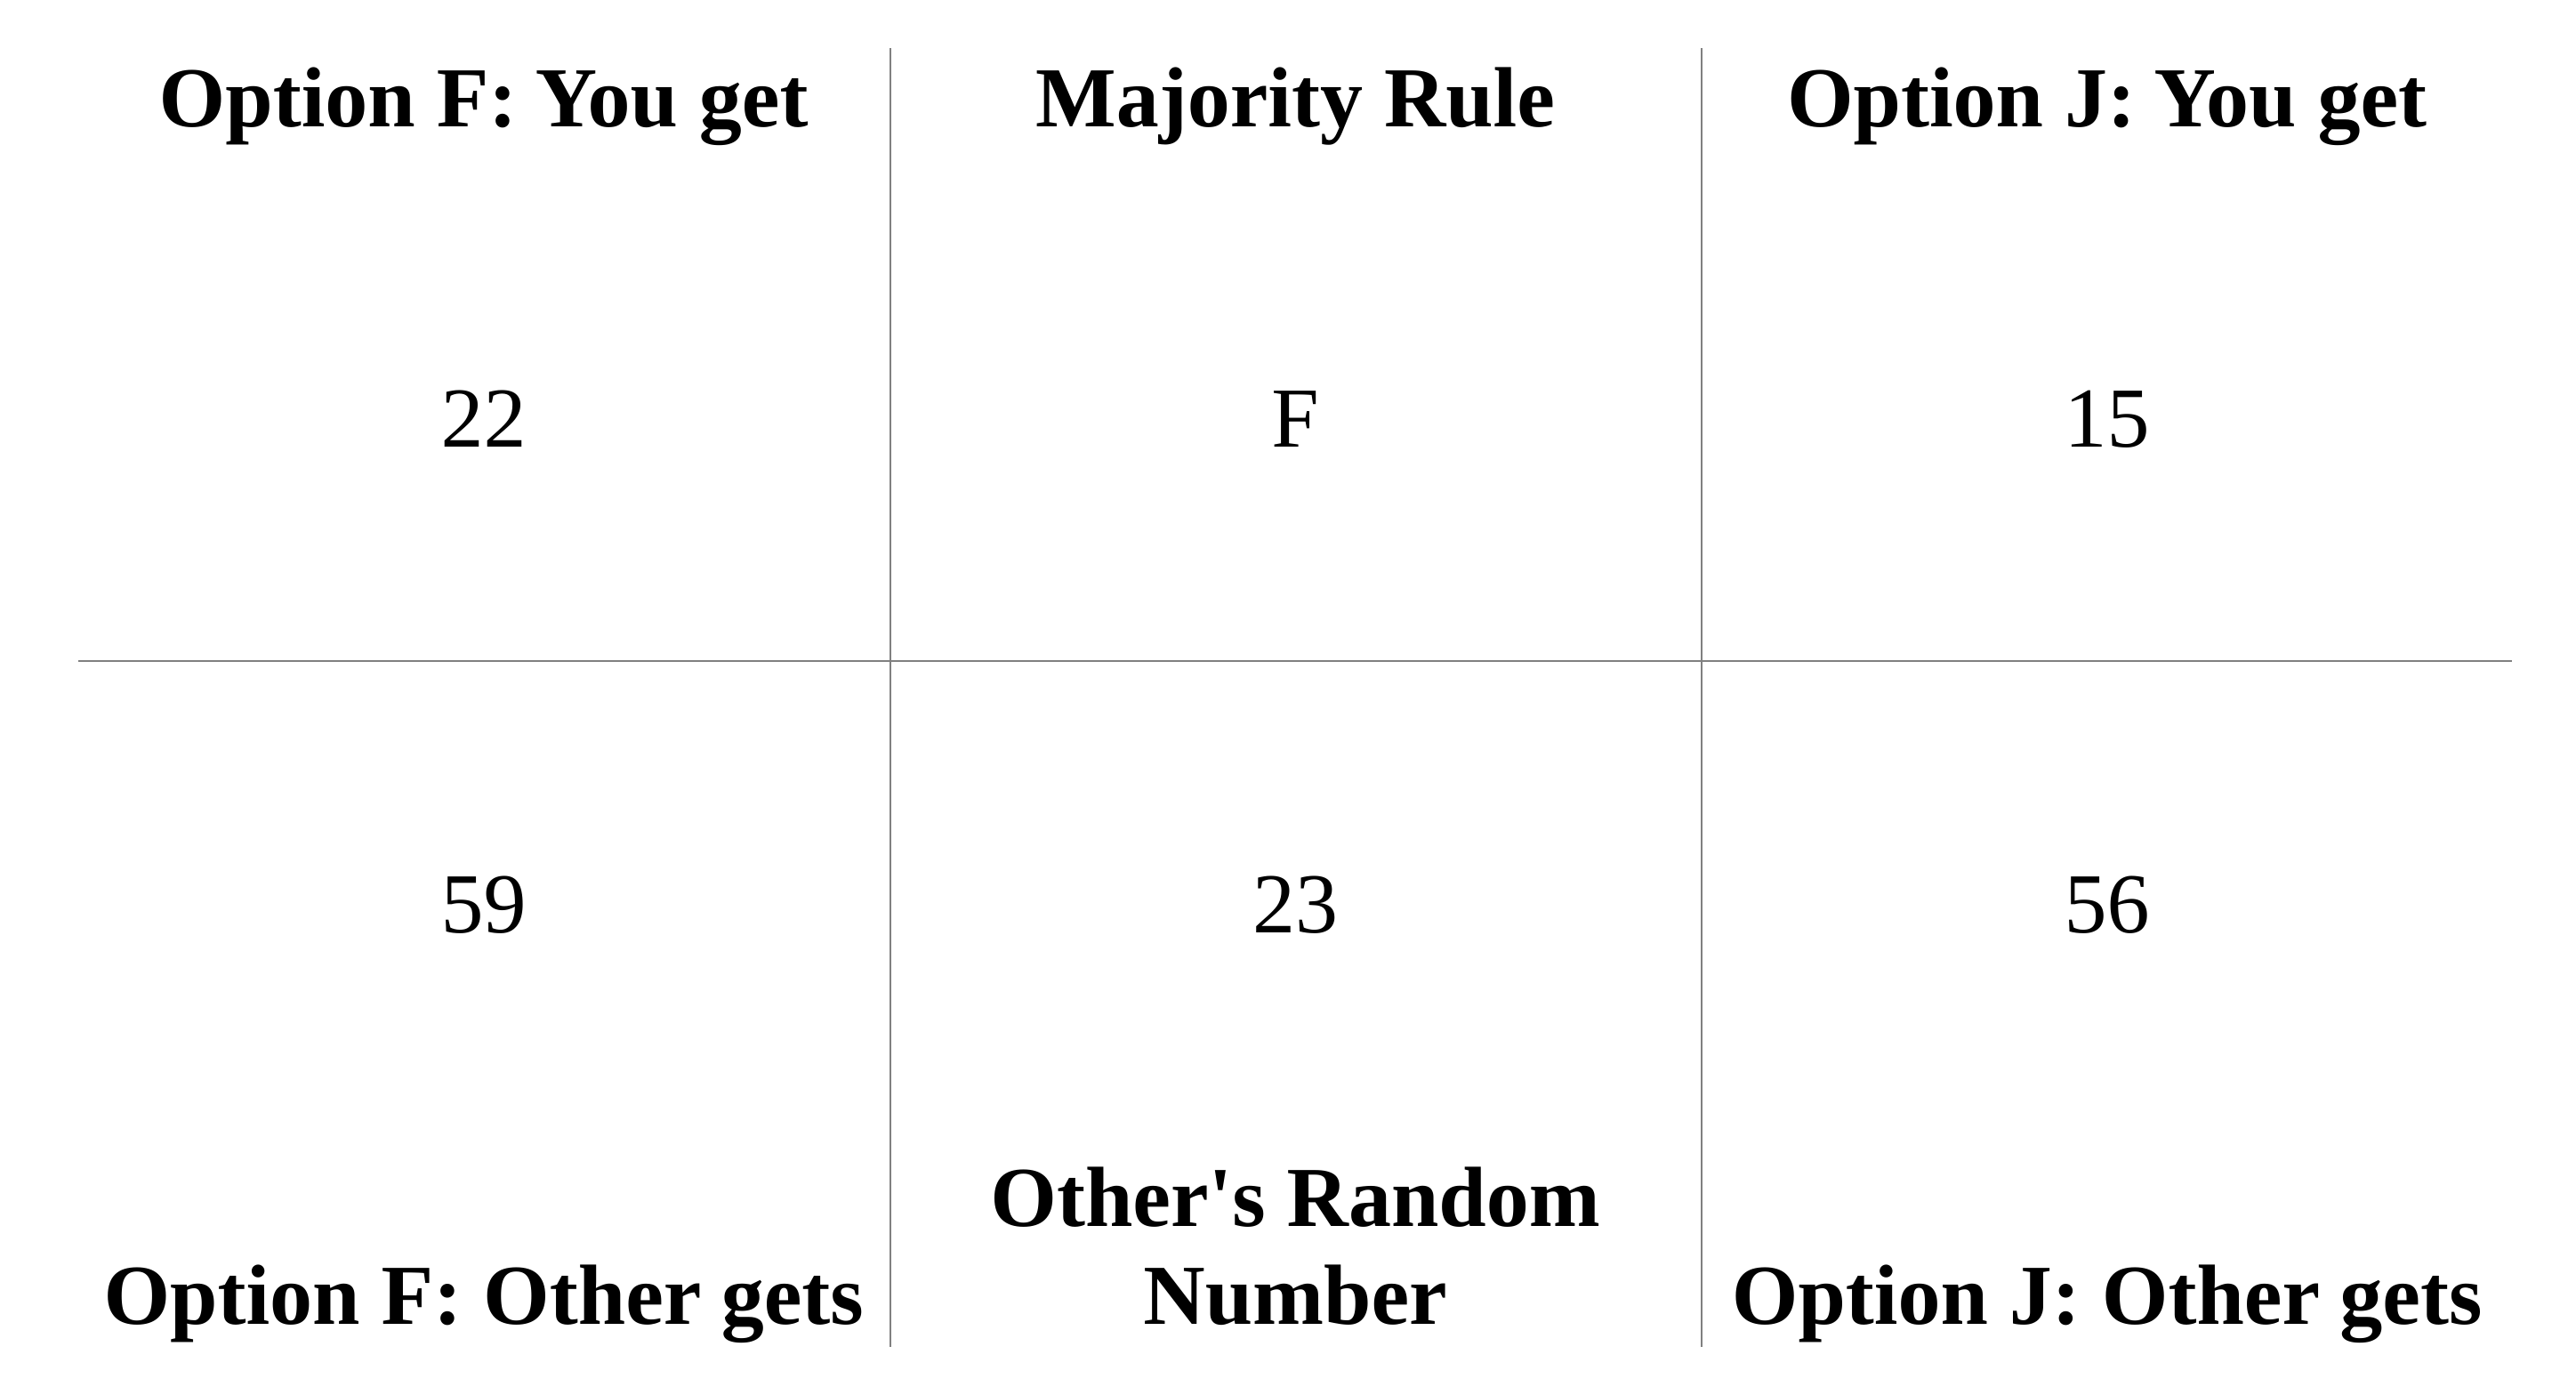 Option F: You get
Majority Rule
Option J: You get
22
F
15
59
23
56
Other's Random
Number
Option F: Other gets
Option J: Other gets